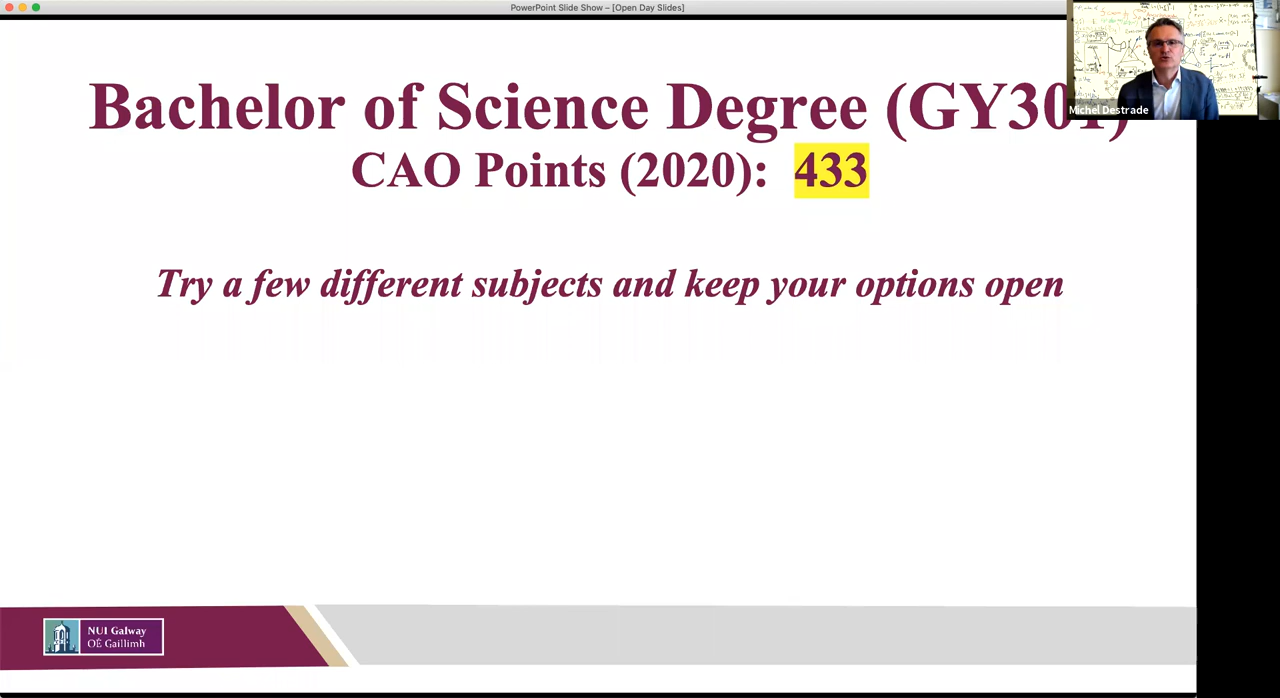 PowerPoint Slide Show – [Open Day Slides]
Bachelor of Science Degree (GY301)
Michel Destrade
CAO Points (2020): 433
Try a few different subjects and keep your options open
NUI Galway
OÉ Gaillimh